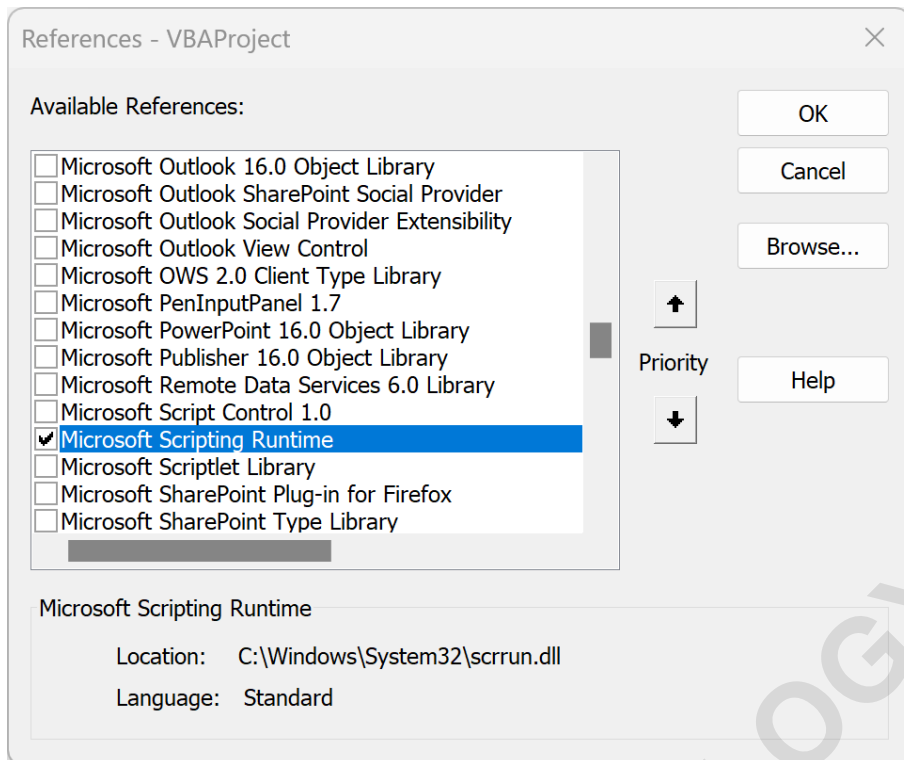 References - VBAProject
Available References:
OK
Cancel
Browse...
Help
Microsoft Outlook 16.0 Object Library
Microsoft Outlook SharePoint Social Provider
Microsoft Outlook Social Provider Extensibility
Microsoft Outlook View Control
Microsoft OWS 2.0 Client Type Library
Microsoft PenInputPanel 1.7
Microsoft PowerPoint 16.0 Object Library
Microsoft Publisher 16.0 Object Library
Microsoft Remote Data Services 6.0 Library
Microsoft Script Control 1.0
Microsoft Scripting Runtime
Microsoft Scriptlet Library
Microsoft SharePoint Plug-in for Firefox
Microsoft SharePoint Type Library
Priority
Microsoft Scripting Runtime
Location: C:\Windows\System32\scrrun.dll
Language: Standard